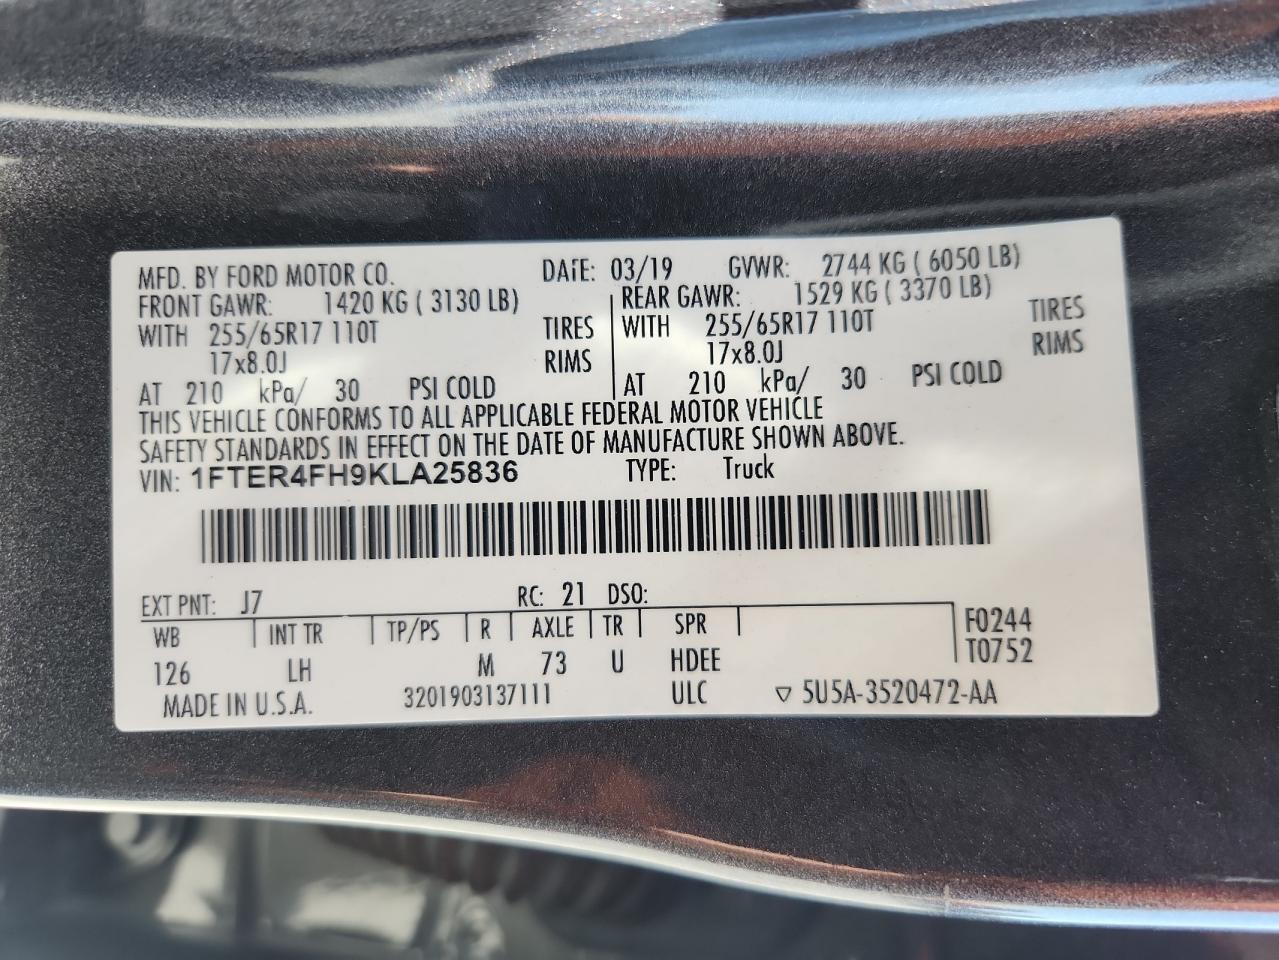 MFD. BY FORD MOTOR CO. DATE: 03/19 GVWR: 2744 KG ( 6050 LB)
FRONT GAWR: 1420 KG ( 3130 LB) REAR GAWR: 1529 KG ( 3370 LB)
WITH 255/65R17 110T TIRES WITH 255/65R17 110T TIRES
17x8.0J RIMS 17x8.0J RIMS
AT 210 kPa/ 30 PSI COLD AT 210 kPa/ 30 PSI COLD
THIS VEHICLE CONFORMS TO ALL APPLICABLE FEDERAL MOTOR VEHICLE
SAFETY STANDARDS IN EFFECT ON THE DATE OF MANUFACTURE SHOWN ABOVE.
VIN: 1FTER4FH9KLA25836 TYPE: Truck
EXT PNT: J7 RC: 21 DSO:
WB INT TR TP/PS R AXLE TR SPR F0244
126 LH M 73 U HDEE T0752
MADE IN U.S.A. 3201903137111 ULC ▽ 5U5A-3520472-AA